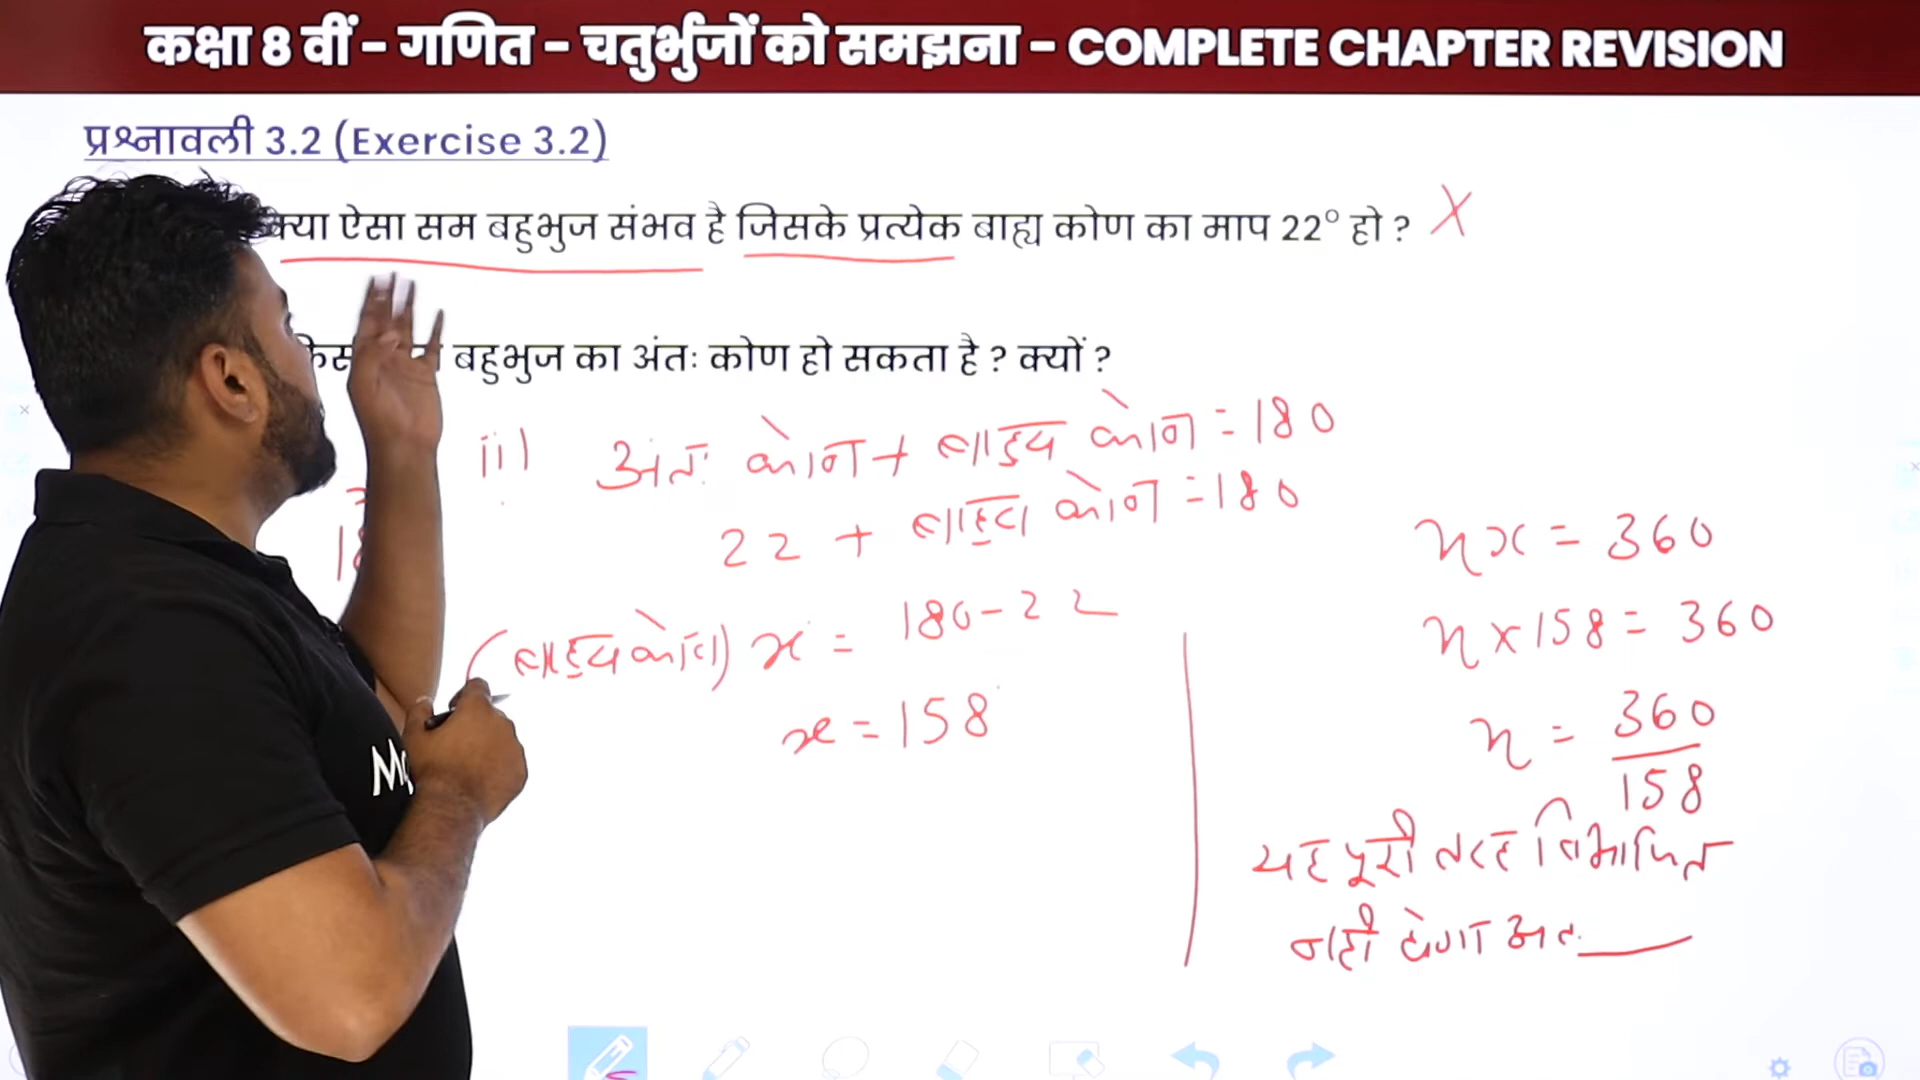 कक्षा 8 वीं - गणित - चतुर्भुजों को समझना - COMPLETE CHAPTER REVISION
प्रश्नावली 3.2 (Exercise 3.2)
क्या ऐसा सम बहुभुज संभव है जिसके प्रत्येक बाह्य कोण का माप 22° हो ? X
बहुभुज का अंतः कोण हो सकता है ? क्यों ?
ii) अंतः कोण + बाह्य कोण = 180
22 + बाह्य कोण = 180
(बाह्य कोण) x = 180 - 22
x = 158
nx = 360
n x 158 = 360
n = 360
158
यह पूरी तरह विभाजित
नहीं होगा अतः